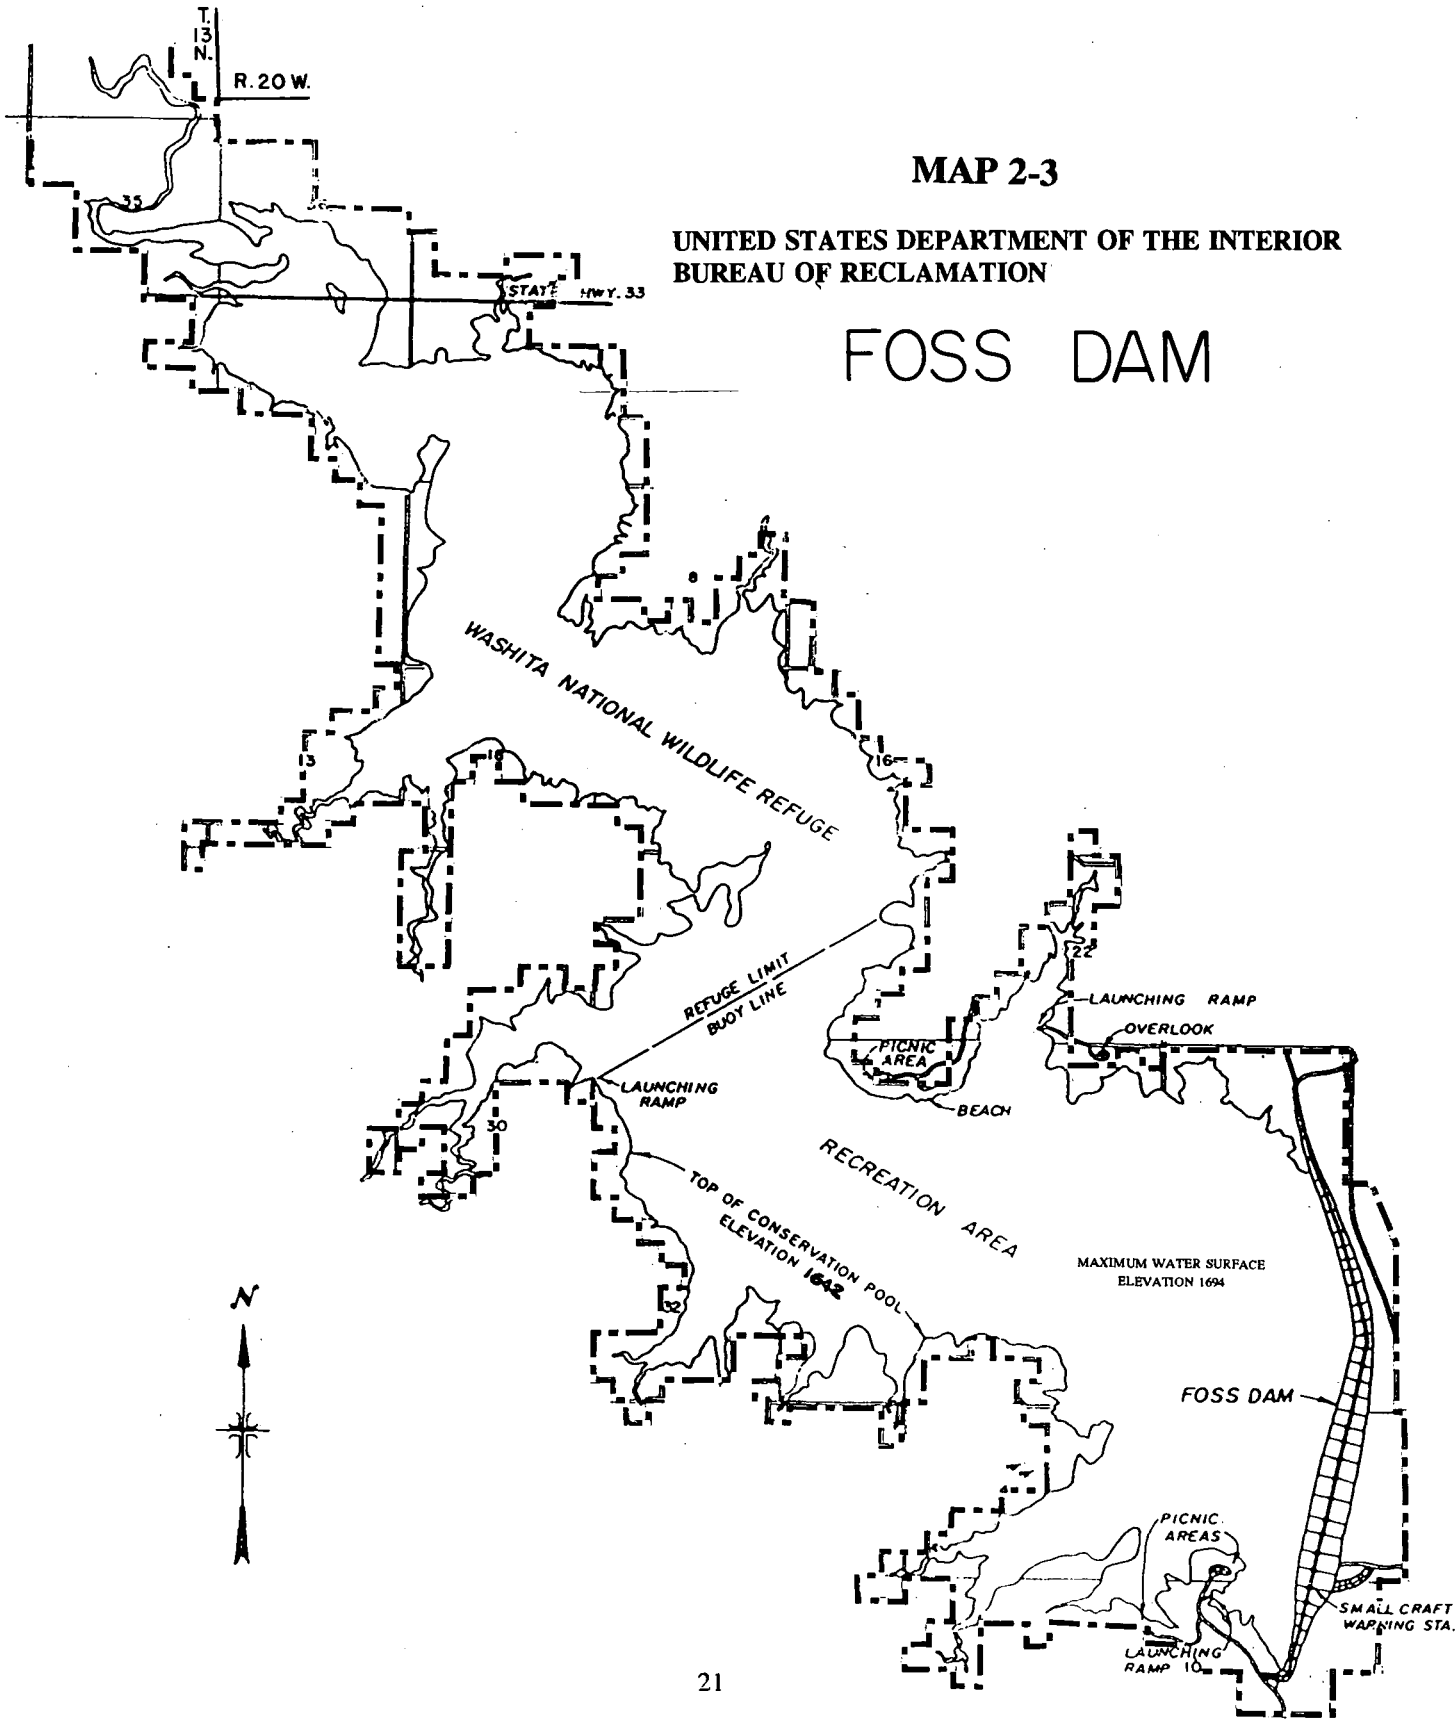 T.
13
N.
R. 20 W.
MAP 2-3
35
UNITED STATES DEPARTMENT OF THE INTERIOR
BUREAU OF RECLAMATION
STATE HWY. 33
FOSS DAM
8
WASHITA NATIONAL WILDLIFE REFUGE
13
18
16
22
REFUGE LIMIT
BUOY LINE
LAUNCHING RAMP
OVERLOOK
PICNIC
AREA
LAUNCHING
RAMP
BEACH
30
RECREATION AREA
TOP OF CONSERVATION POOL
ELEVATION 1642
MAXIMUM WATER SURFACE
ELEVATION 1694
N
32
FOSS DAM
PICNIC
AREAS
SMALL CRAFT
WARNING STA.
LAUNCHING
RAMP 10
21